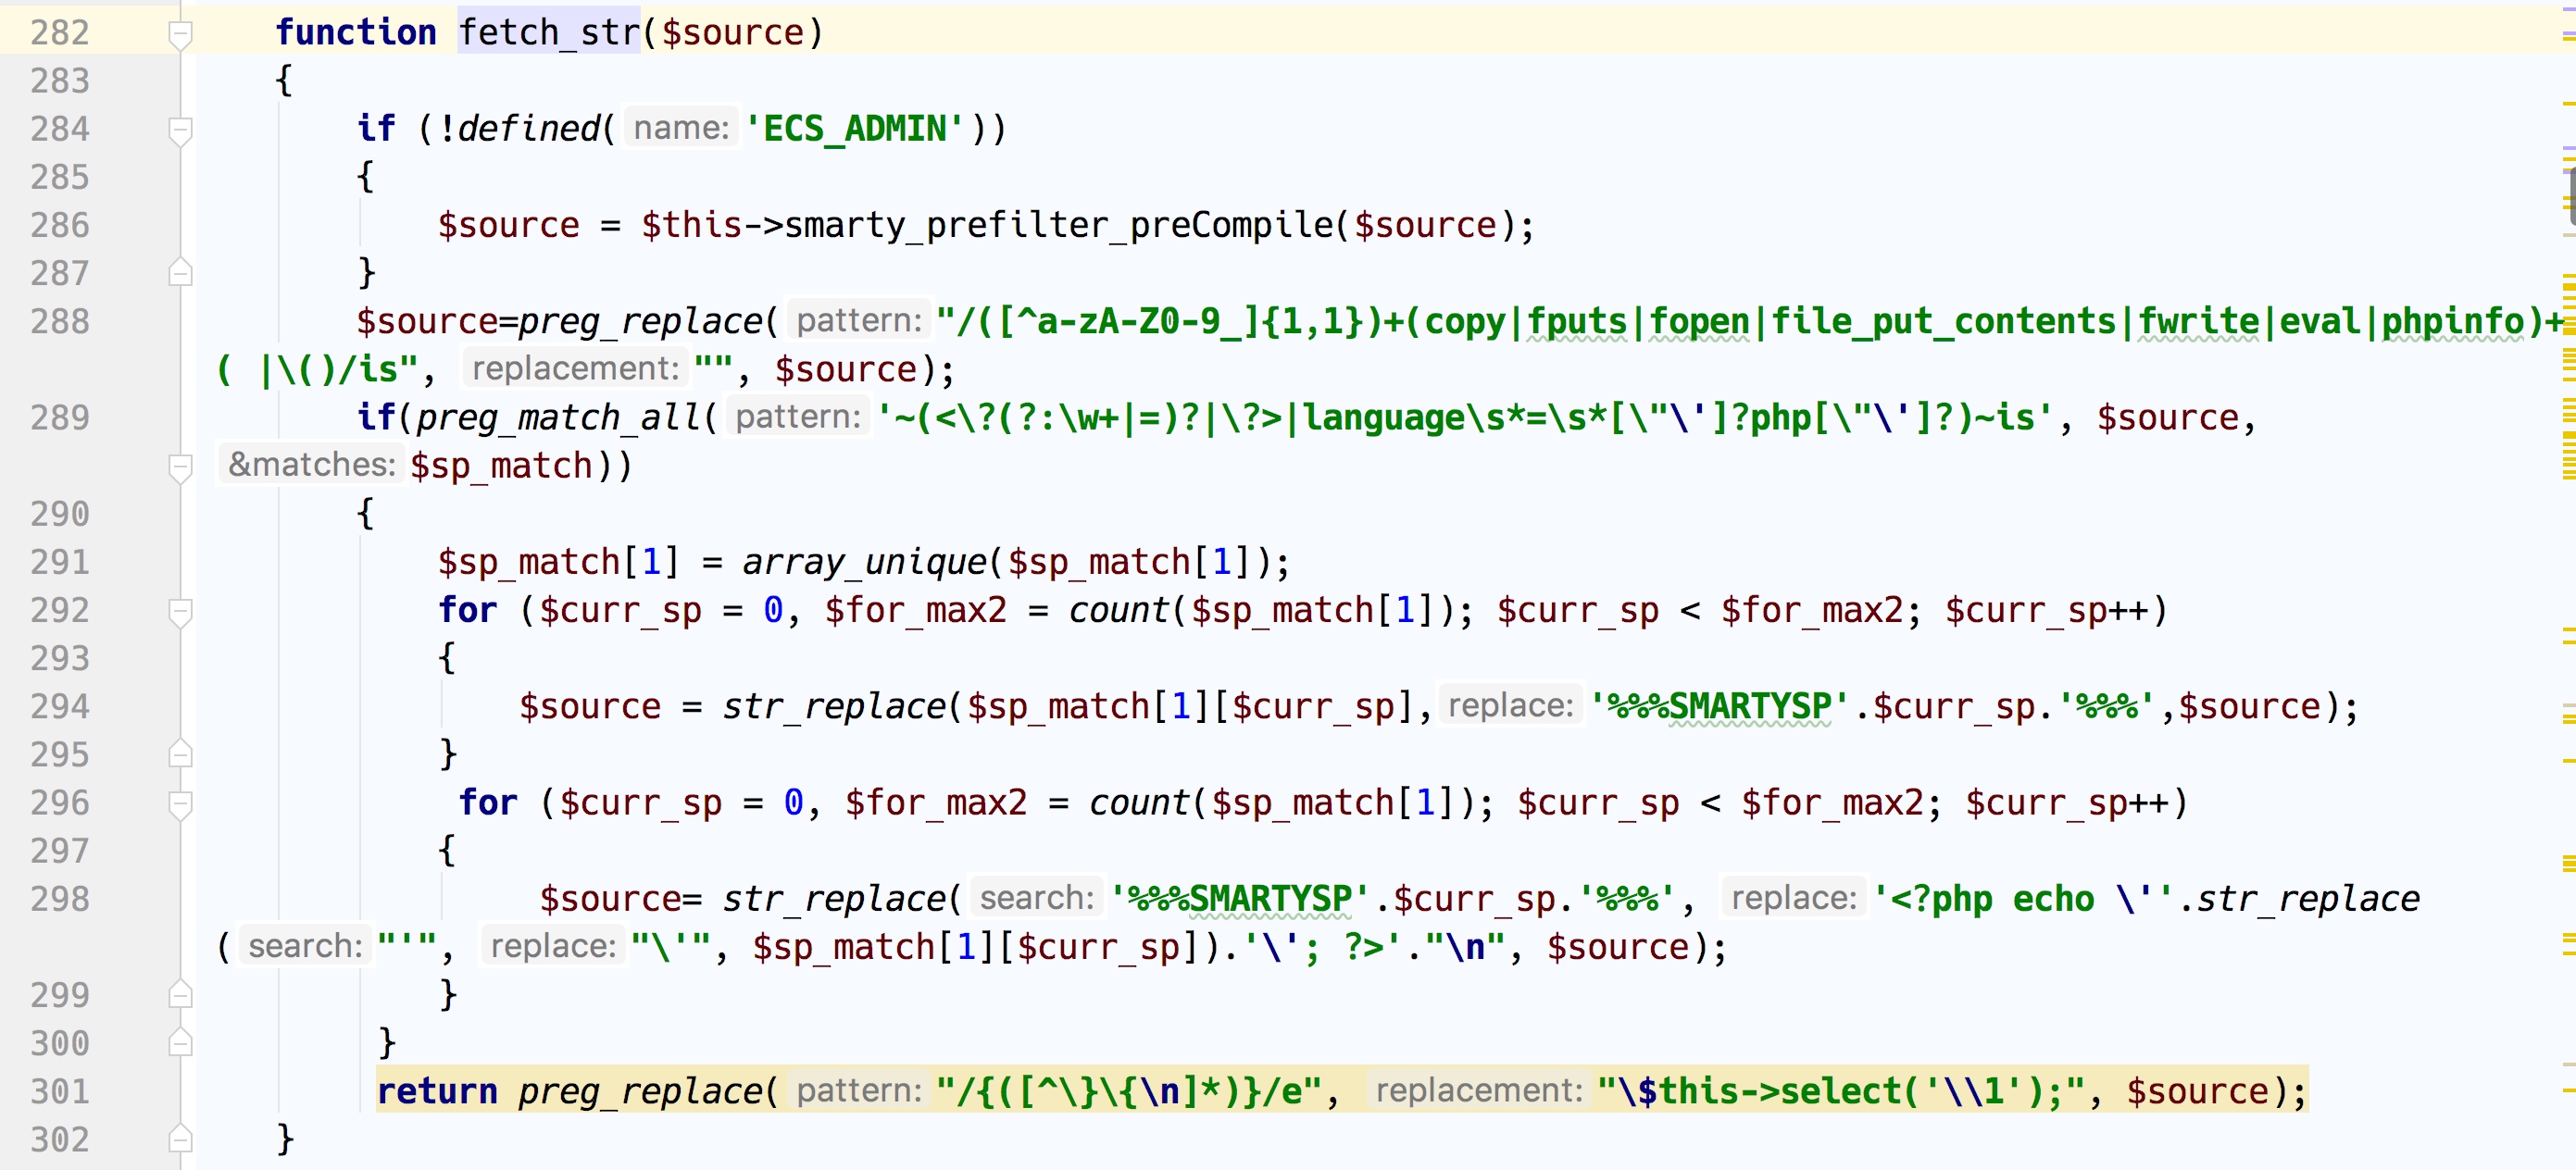 282 function fetch_str($source)
283 {
284 if (!defined( name: 'ECS_ADMIN'))
285 {
286 $source = $this->smarty_prefilter_preCompile($source);
287 }
288 $source=preg_replace( pattern: "/([^a-zA-Z0-9_]{1,1})+(copy|fputs|fopen|file_put_contents|fwrite|eval|phpinfo)+
( |\()/is", replacement: "", $source);
289 if(preg_match_all( pattern: '~(<\?(?:\w+|=)?|\?>|language\s*=\s*[\"\']?php[\"\']?)~is', $source,
&matches: $sp_match))
290 {
291 $sp_match[1] = array_unique($sp_match[1]);
292 for ($curr_sp = 0, $for_max2 = count($sp_match[1]); $curr_sp < $for_max2; $curr_sp++)
293 {
294 $source = str_replace($sp_match[1][$curr_sp], replace: '%%%SMARTYSP'.$curr_sp.'%%%',$source);
295 }
296 for ($curr_sp = 0, $for_max2 = count($sp_match[1]); $curr_sp < $for_max2; $curr_sp++)
297 {
298 $source= str_replace( search: '%%%SMARTYSP'.$curr_sp.'%%%', replace: '<?php echo \''.str_replace
( search: "'", replace: "\'", $sp_match[1][$curr_sp]).'\'; ?>'."\n", $source);
299 }
300 }
301 return preg_replace( pattern: "/{([^\}\{\n]*)}/e", replacement: "\$this->select('\\1');", $source);
302 }